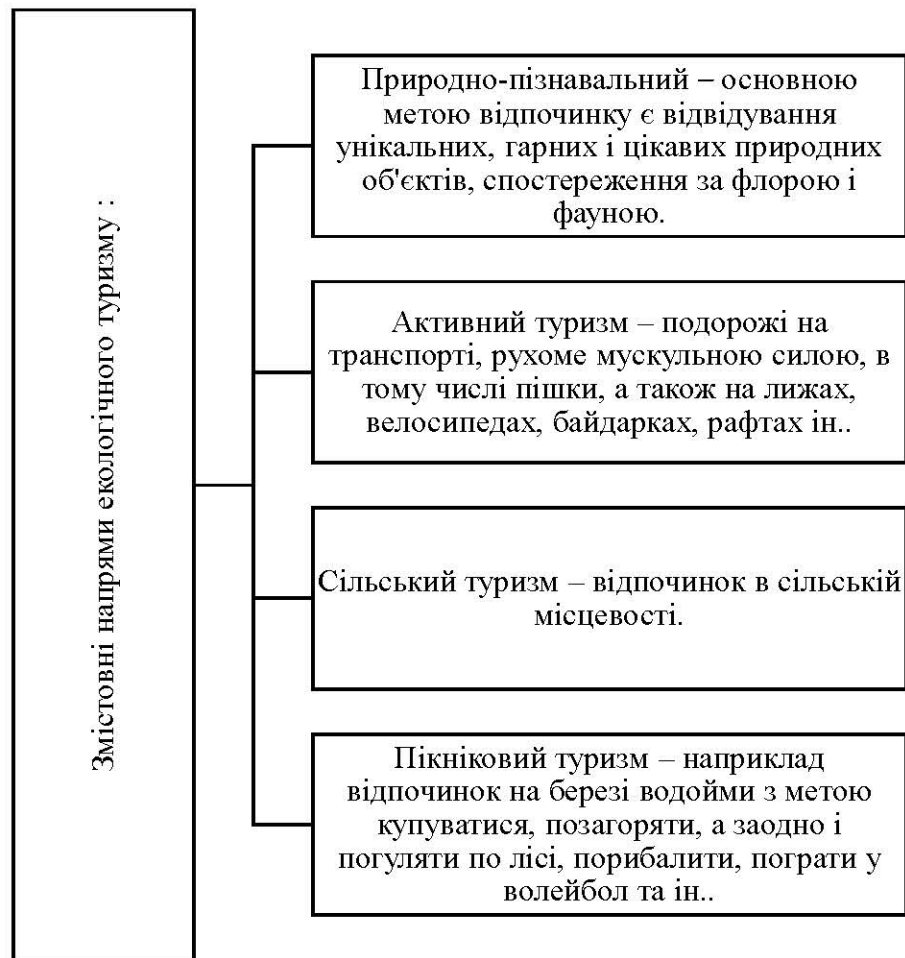 Змістовні напрями екологічного туризму :
Природно-пізнавальний – основною
метою відпочинку є відвідування
унікальних, гарних і цікавих природних
об'єктів, спостереження за флорою і
фауною.
Активний туризм – подорожі на
транспорті, рухоме мускульною силою, в
тому числі пішки, а також на лижах,
велосипедах, байдарках, рафтах ін..
Сільський туризм – відпочинок в сільській
місцевості.
Пікніковий туризм – наприклад
відпочинок на березі водойми з метою
купуватися, позагоряти, а заодно і
погуляти по лісі, порибалити, пограти у
волейбол та ін..